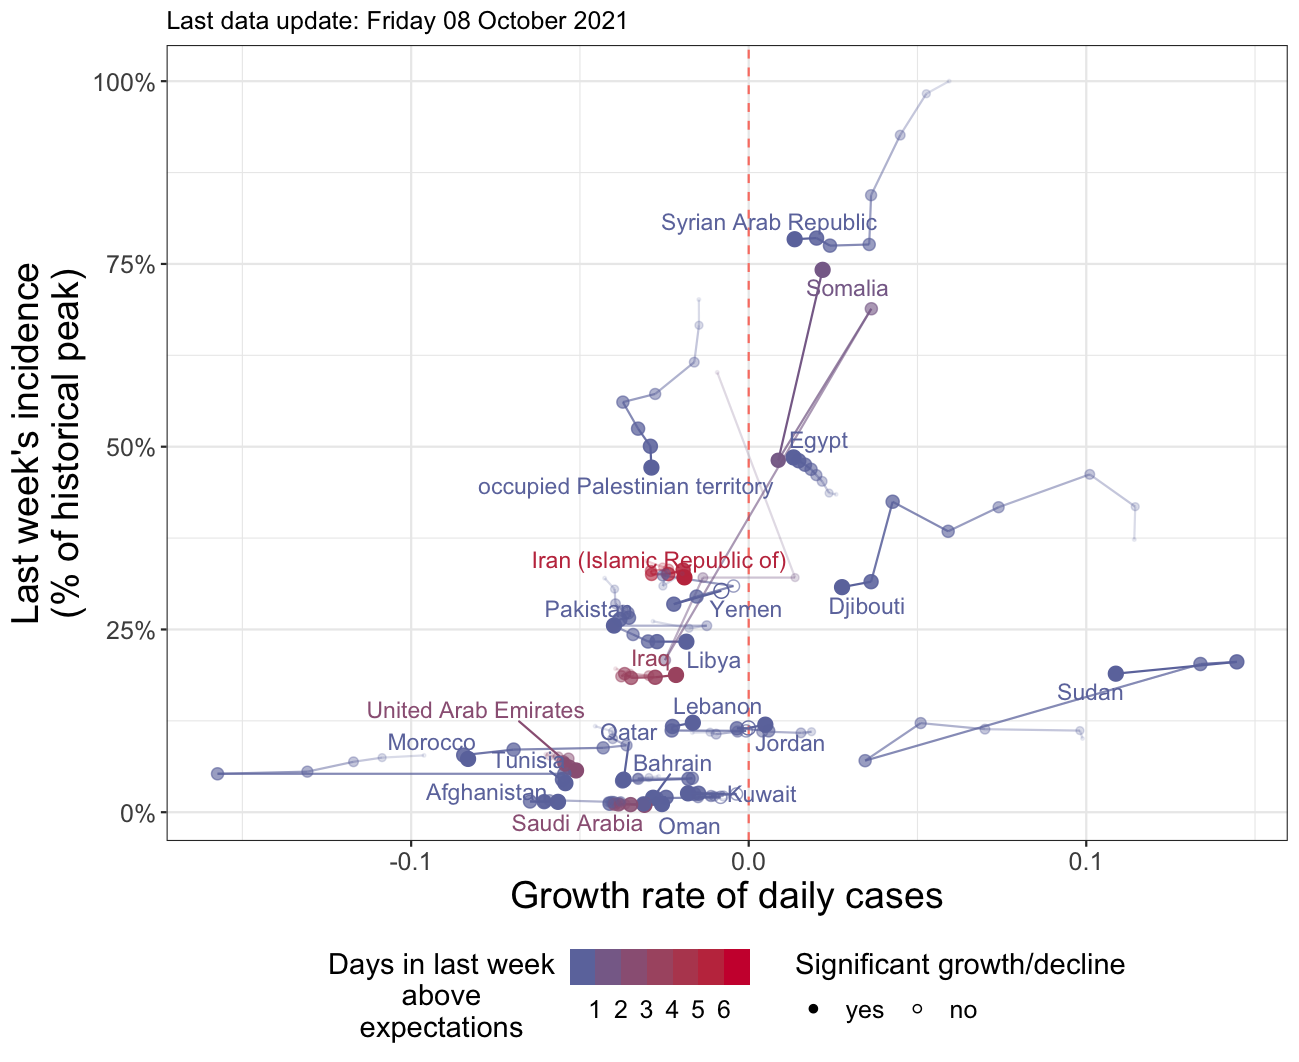 Last data update: Friday 08 October 2021
100%
75%
50%
25%
0%
Last week's incidence
(% of historical peak)
Syrian Arab Republic
Somalia
Egypt
occupied Palestinian territory
Iran (Islamic Republic of)
Pakistan
Yemen
Djibouti
Iraq
Libya
Sudan
United Arab Emirates
Lebanon
Qatar
Jordan
Morocco
Tunisia
Bahrain
Afghanistan
Kuwait
Saudi Arabia
Oman
-0.1
0.0
0.1
Growth rate of daily cases
Days in last week
above
expectations
1 2 3 4 5 6
Significant growth/decline
yes
no